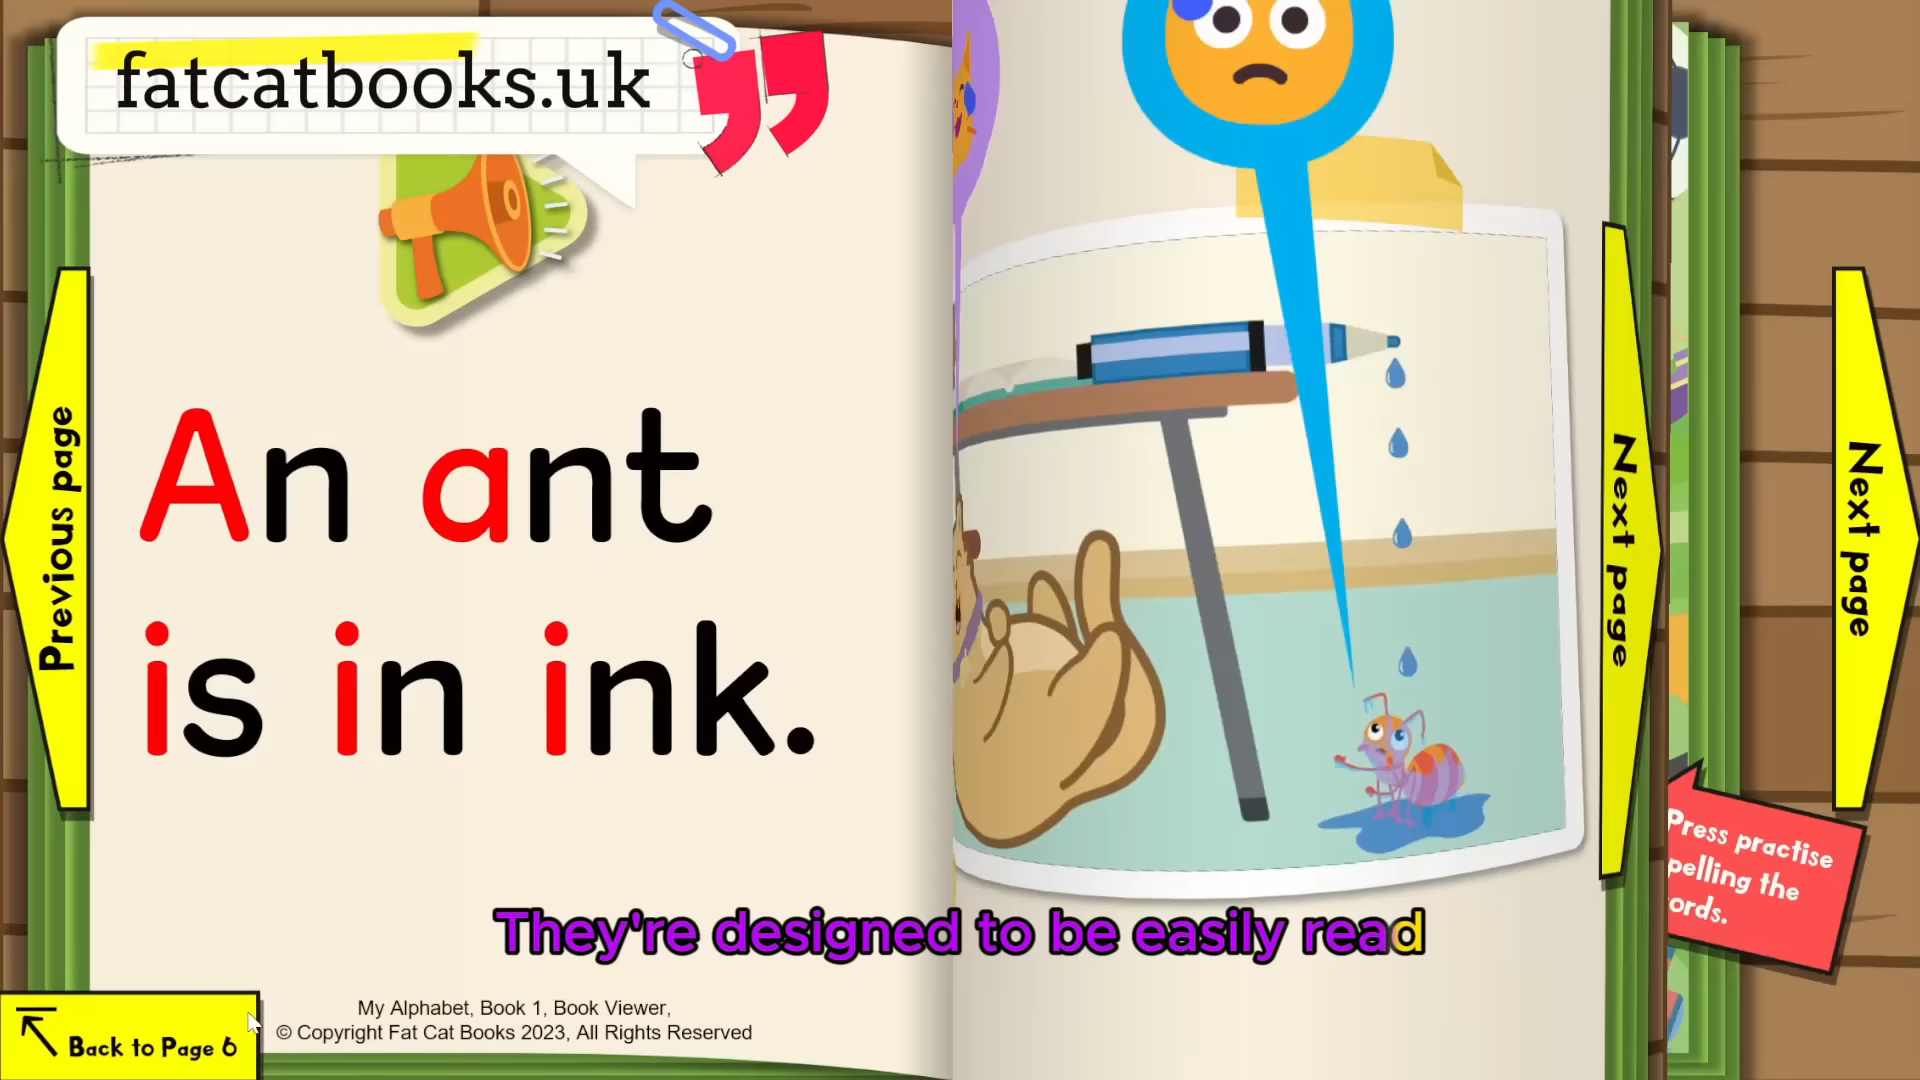 fatcatbooks.uk
Previous page
An ant
is in ink.
Next page
Next page
Press practise
pelling the
ords.
They're designed to be easily read
Back to Page 6
My Alphabet, Book 1, Book Viewer,
© Copyright Fat Cat Books 2023, All Rights Reserved